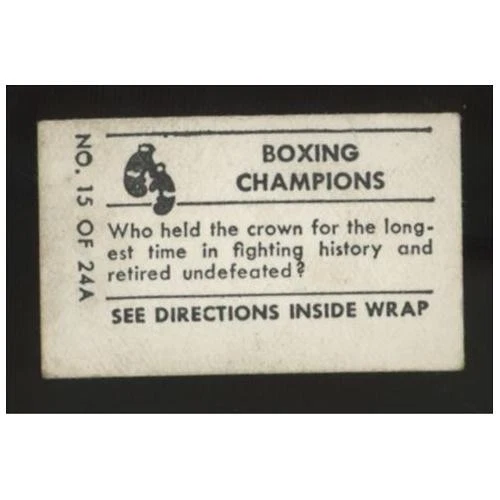 NO. 15 OF 24A
BOXING
CHAMPIONS
Who held the crown for the long-
est time in fighting history and
retired undefeated?
SEE DIRECTIONS INSIDE WRAP